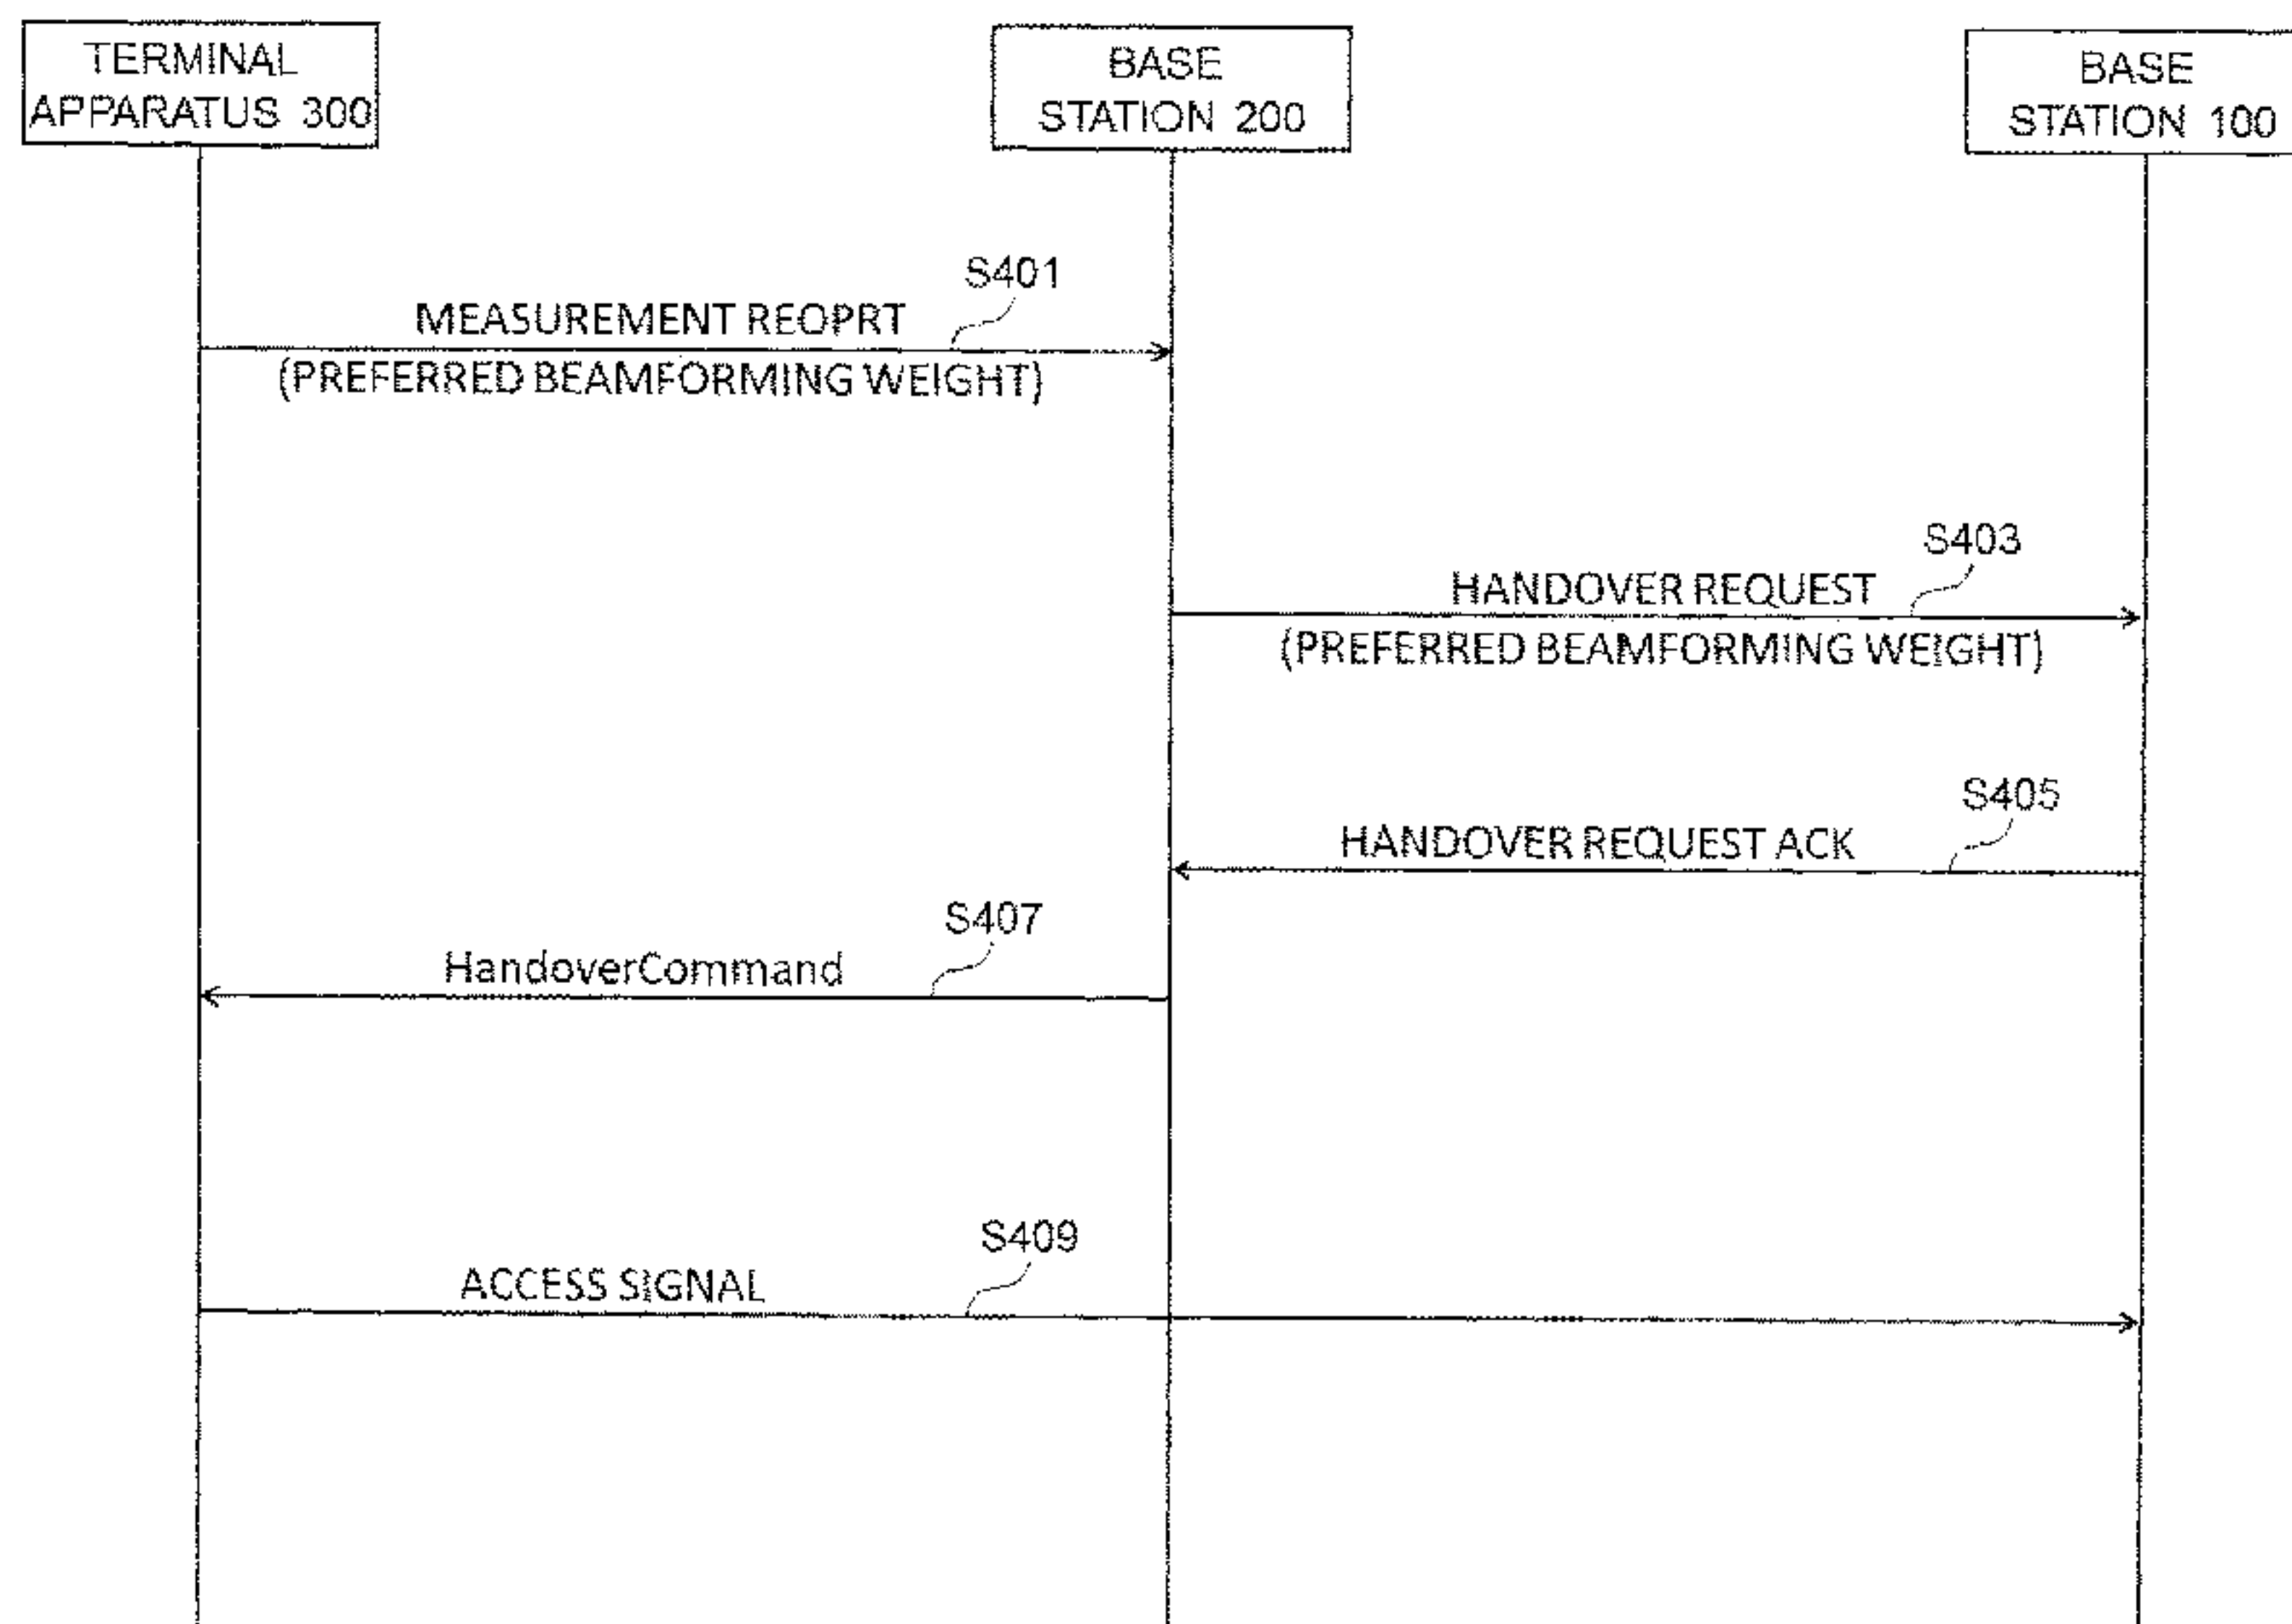 TERMINAL
APPARATUS 300
BASE
STATION 200
BASE
STATION 100
S401
MEASUREMENT REOPRT
(PREFERRED BEAMFORMING WEIGHT)
S403
HANDOVER REQUEST
(PREFERRED BEAMFORMING WEIGHT)
S405
HANDOVER REQUEST ACK
S407
HandoverCommand
S409
ACCESS SIGNAL